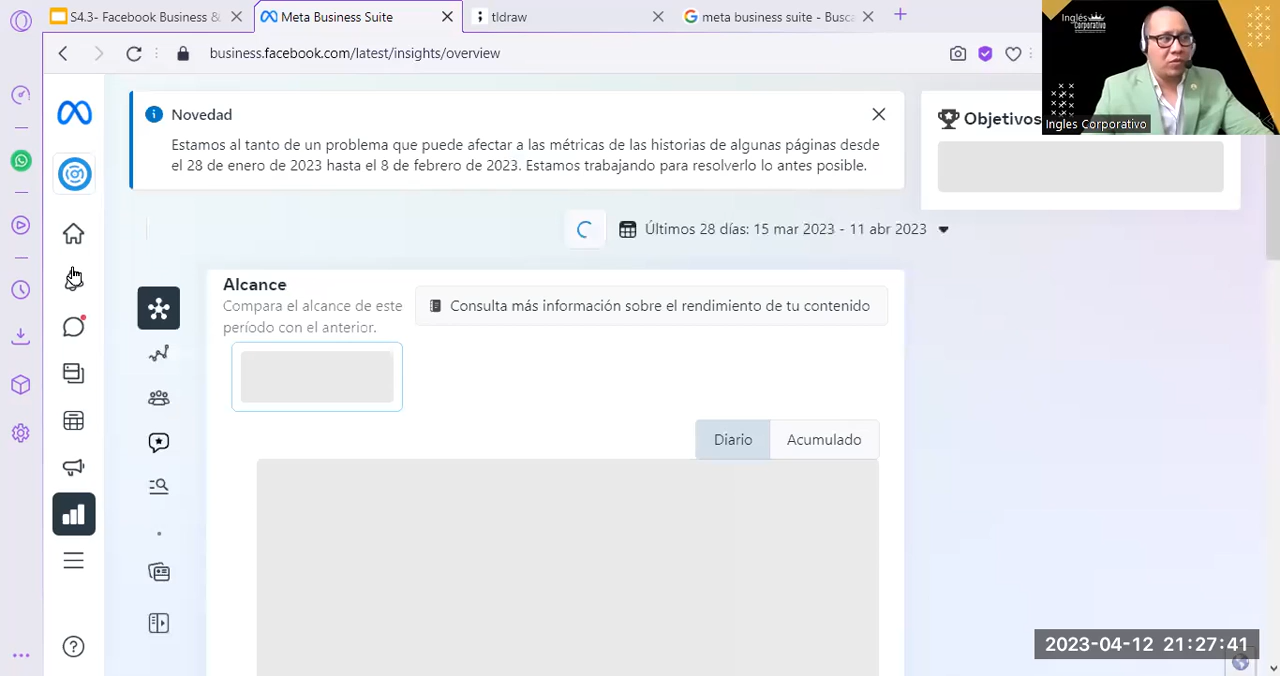 S4.3- Facebook Business &
Meta Business Suite
tldraw
meta business suite - Busca
business.facebook.com/latest/insights/overview
Inglés
Corporativo
Ingles Corporativo
Novedad
Estamos al tanto de un problema que puede afectar a las métricas de las historias de algunas páginas desde
el 28 de enero de 2023 hasta el 8 de febrero de 2023. Estamos trabajando para resolverlo lo antes posible.
Objetivos
Últimos 28 días: 15 mar 2023 - 11 abr 2023
Alcance
Compara el alcance de este
período con el anterior.
Consulta más información sobre el rendimiento de tu contenido
Diario
Acumulado
2023-04-12 21:27:41